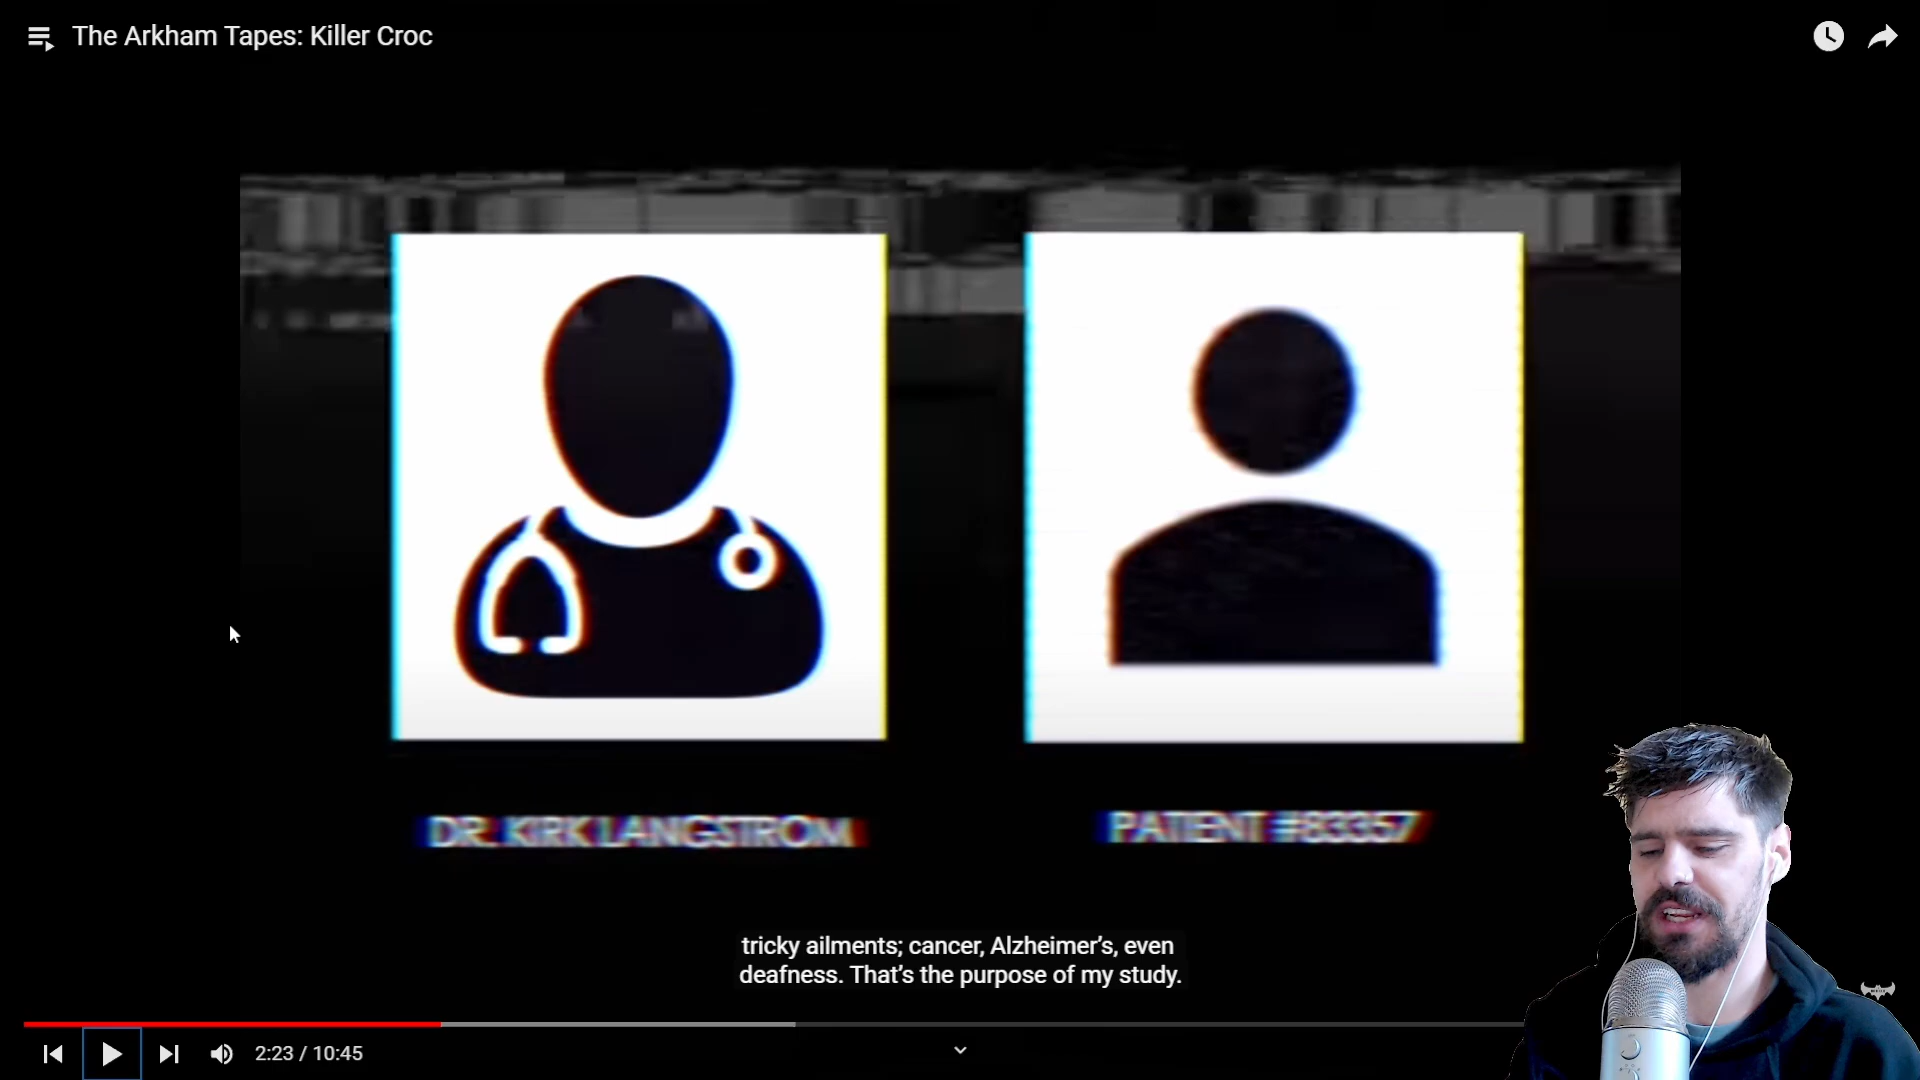 The Arkham Tapes: Killer Croc
DR. KIRK LANGSTROM
PATIENT #83357
tricky ailments; cancer, Alzheimer’s, even
deafness. That’s the purpose of my study.
2:23 / 10:45